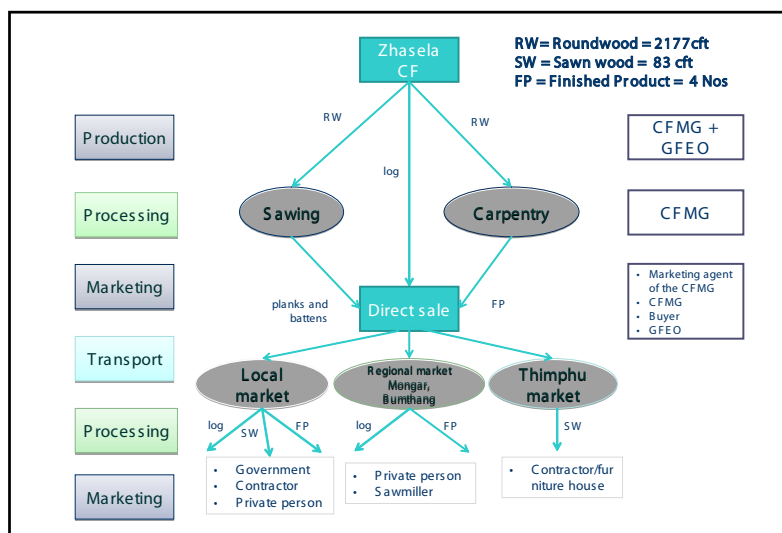 Zhasela
CF
RW= Roundwood = 2177cft
SW = Sawn wood = 83 cft
FP = Finished Product = 4 Nos
Production
RW
RW
CFMG +
GFEO
log
Processing
Sawing
Carpentry
CFMG
Marketing
planks and
battens
Direct sale
FP
• Marketing agent
of the CFMG
• CFMG
• Buyer
• GFEO
Transport
Local
market
Regional market
Mongar,
Bumthang
Thimphu
market
Processing
log
SW
FP
log
FP
SW
Marketing
• Government
• Contractor
• Private person
• Private person
• Sawmiller
• Contractor/fur
niture house